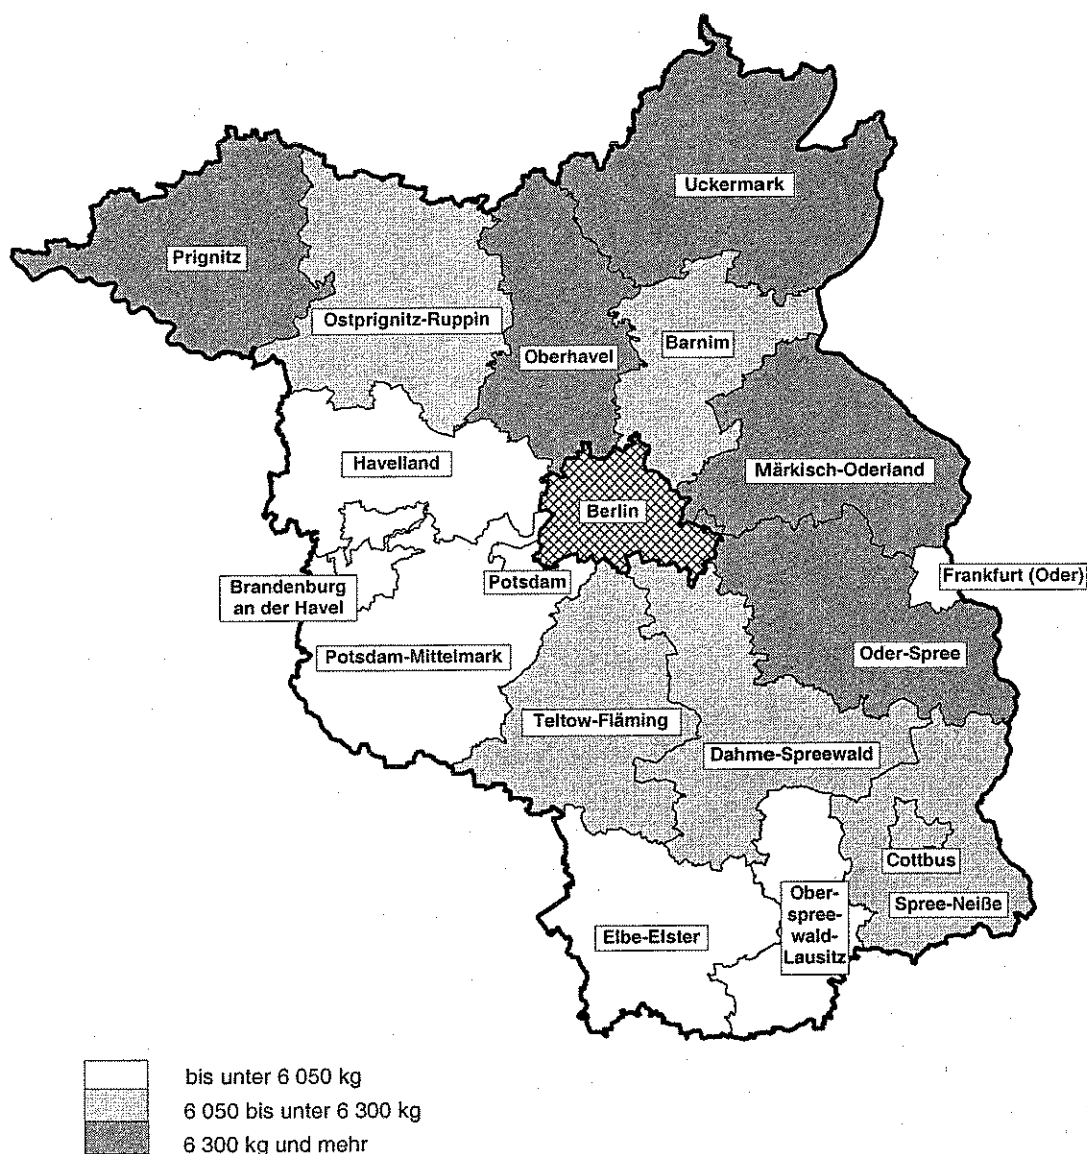 Uckermark
Prignitz
Ostprignitz-Ruppin
Barnim
Oberhavel
Havelland
Märkisch-Oderland
Berlin
Frankfurt (Oder)
Potsdam
Brandenburg
an der Havel
Potsdam-Mittelmark
Oder-Spree
Teltow-Fläming
Dahme-Spreewald
Cottbus
Spree-Neiße
Ober-
spree-
wald-
Lausitz
Elbe-Elster
bis unter 6 050 kg
6 050 bis unter 6 300 kg
6 300 kg und mehr